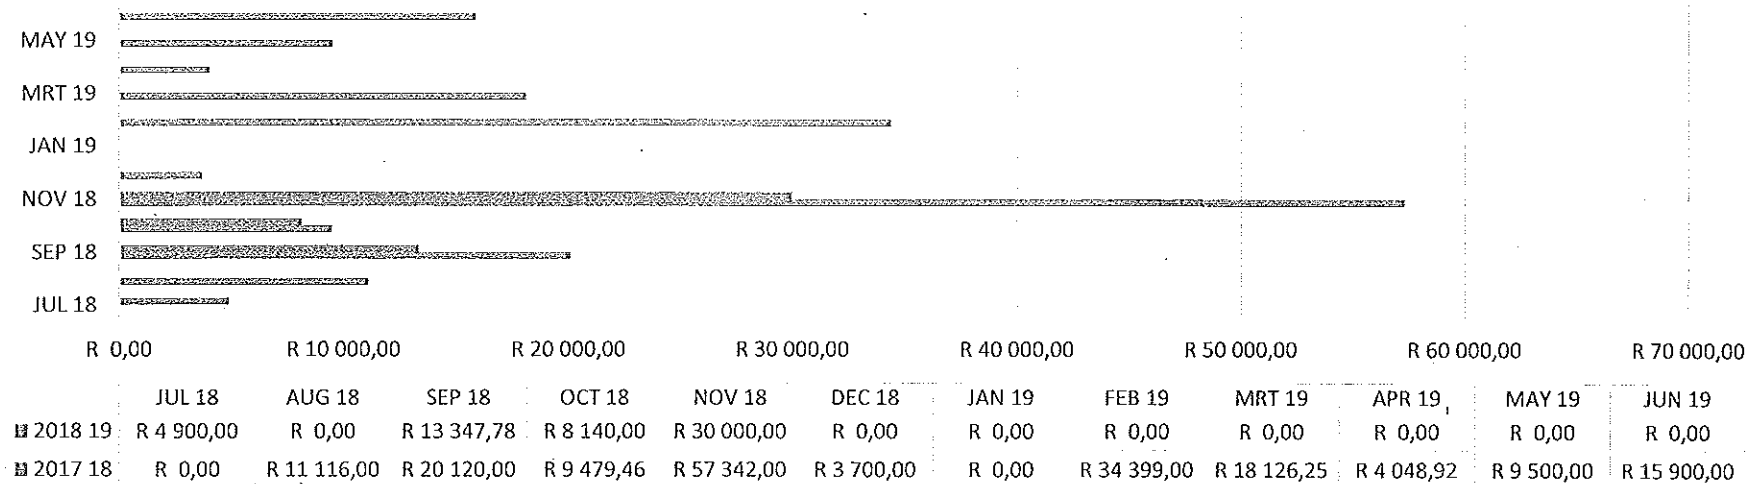 MAY 19
MRT 19
JAN 19
NOV 18
SEP 18
JUL 18
R 0,00 R 10 000,00 R 20 000,00 R 30 000,00 R 40 000,00 R 50 000,00 R 60 000,00 R 70 000,00
JUL 18 AUG 18 SEP 18 OCT 18 NOV 18 DEC 18 JAN 19 FEB 19 MRT 19 APR 19 MAY 19 JUN 19
2018 19 R 4 900,00 R 0,00 R 13 347,78 R 8 140,00 R 30 000,00 R 0,00 R 0,00 R 0,00 R 0,00 R 0,00 R 0,00 R 0,00
2017 18 R 0,00 R 11 116,00 R 20 120,00 R 9 479,46 R 57 342,00 R 3 700,00 R 0,00 R 34 399,00 R 18 126,25 R 4 048,92 R 9 500,00 R 15 900,00